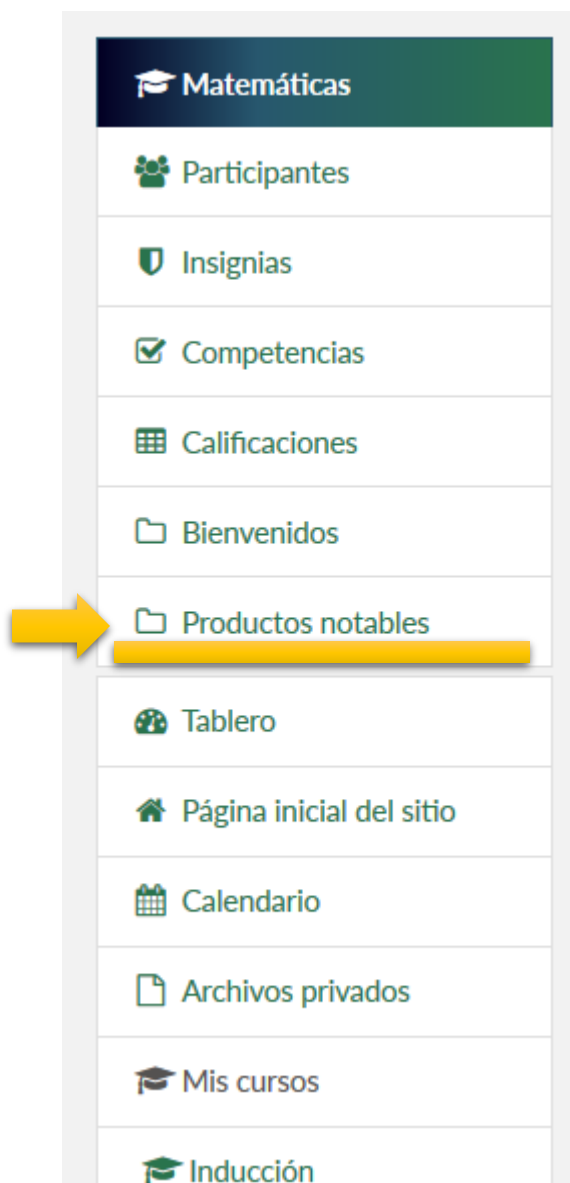 Matemáticas
Participantes
Insignias
Competencias
Calificaciones
Bienvenidos
Productos notables
Tablero
Página inicial del sitio
Calendario
Archivos privados
Mis cursos
Inducción